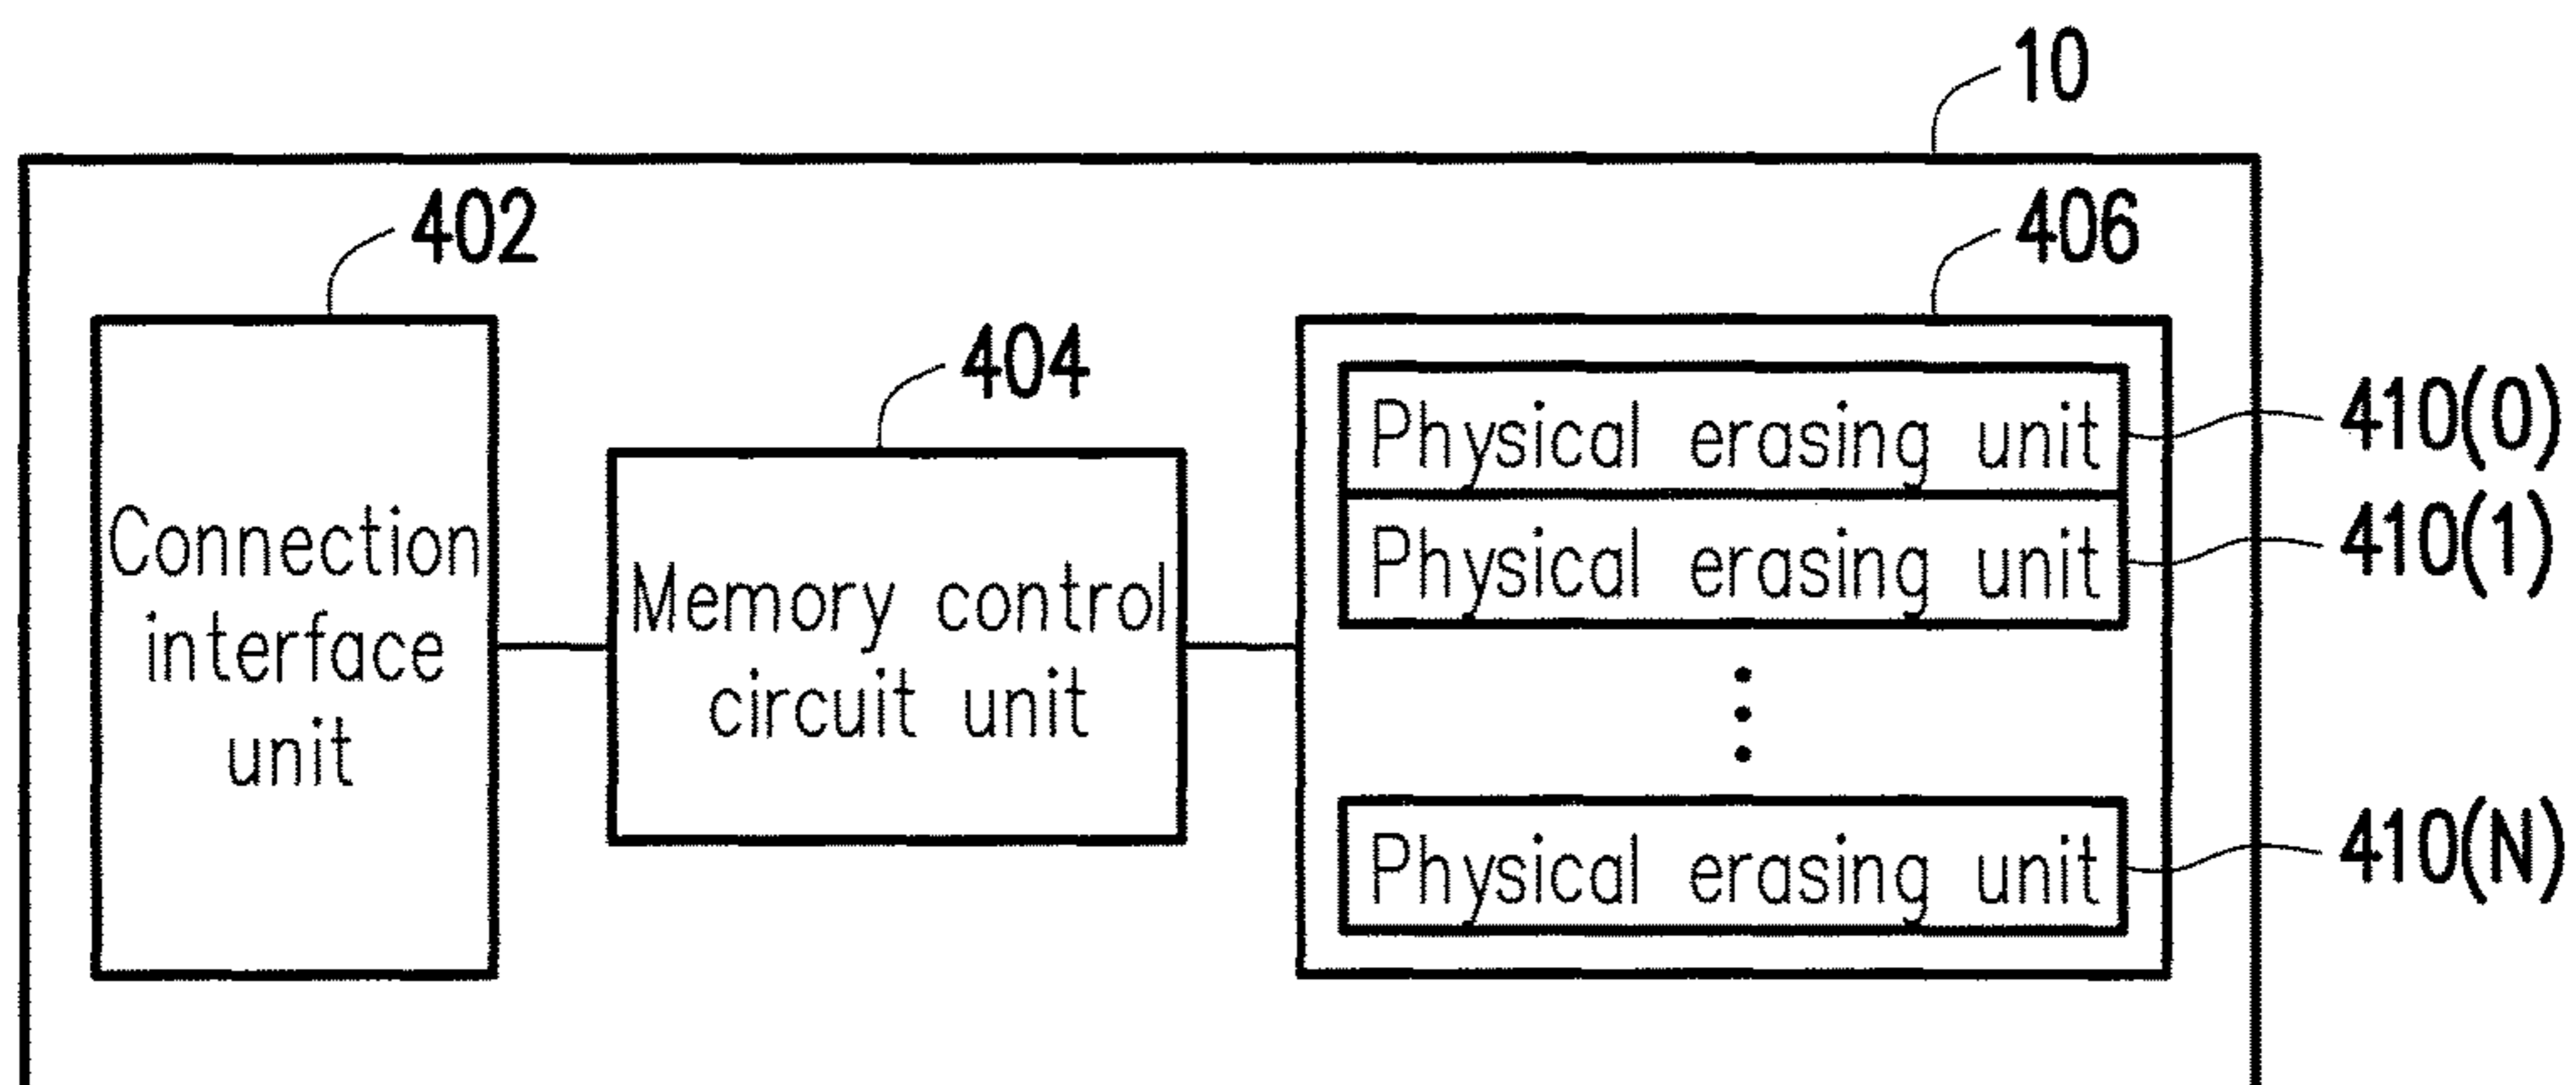 10
402
406
404
Physical erasing unit
410(0)
Physical erasing unit
410(1)
Connection
interface
unit
Memory control
circuit unit
Physical erasing unit
410(N)